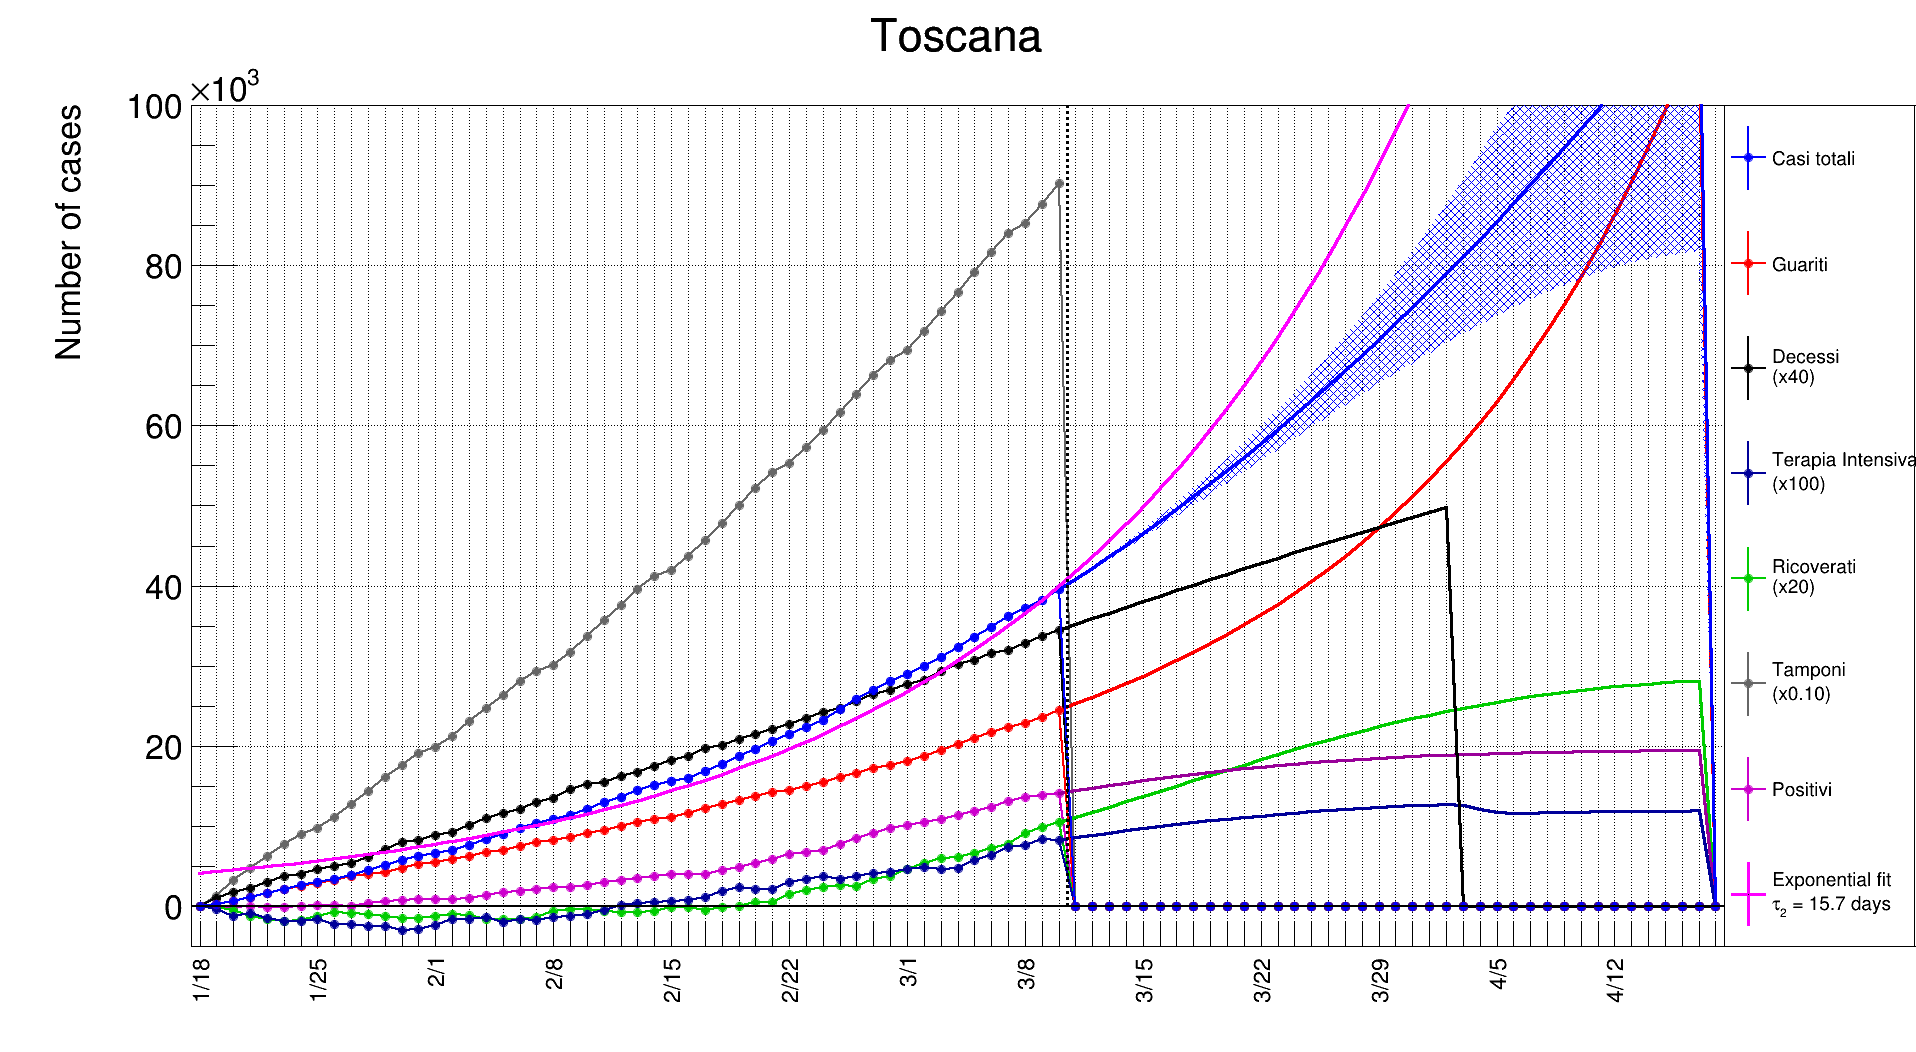 Toscana
×10³
Number of cases
100
80
60
40
20
0
1/18
1/25
2/1
2/8
2/15
2/22
3/1
3/8
3/15
3/22
3/29
4/5
4/12
Casi totali
Guariti
Decessi
(x40)
Terapia Intensiva
(x100)
Ricoverati
(x20)
Tamponi
(x0.10)
Positivi
Exponential fit
τ₂ = 15.7 days